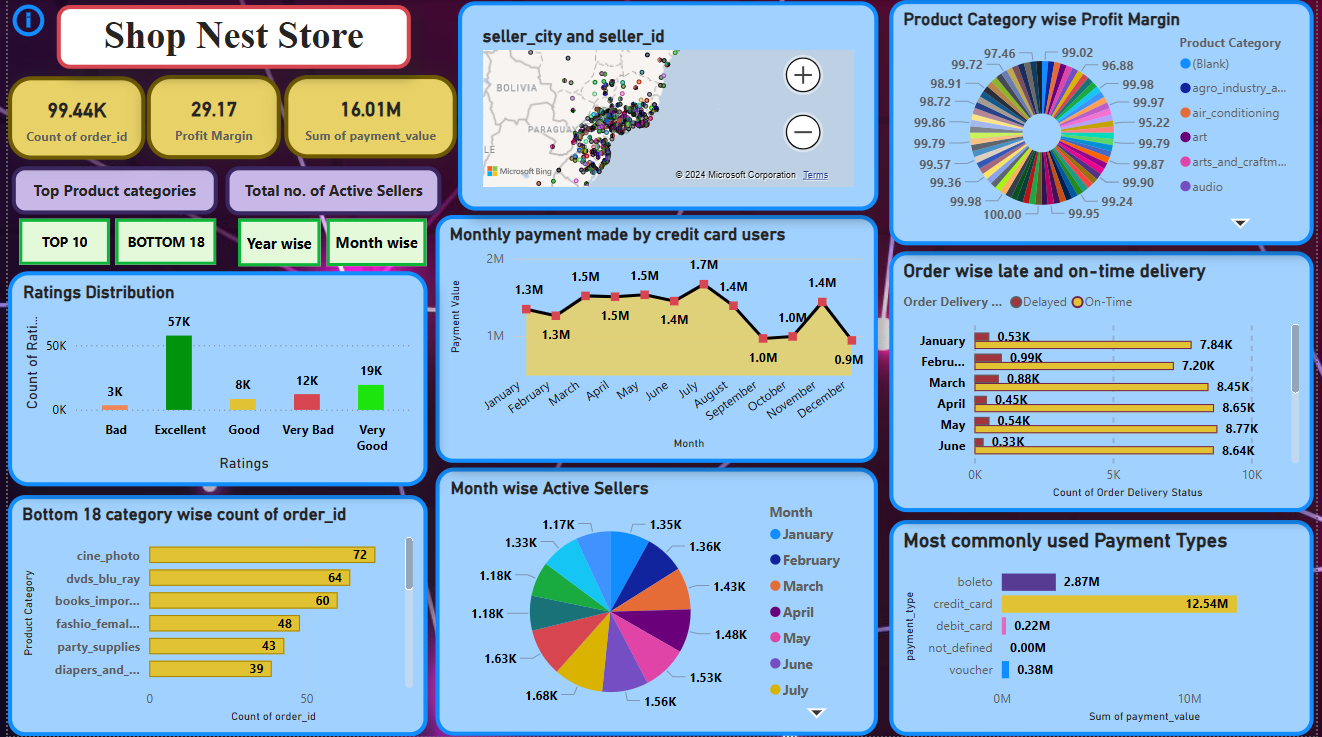 Shop Nest Store
99.44K
Count of order_id
29.17
Profit Margin
16.01M
Sum of payment_value
Top Product categories
Total no. of Active Sellers
TOP 10
BOTTOM 18
Year wise
Month wise
Ratings Distribution
Count of Rati...
50K
0K
3K
57K
8K
12K
19K
Bad
Excellent
Good
Very Bad
Very
Good
Ratings
Bottom 18 category wise count of order_id
Product Category
cine_photo
72
dvds_blu_ray
64
books_impor...
60
fashio_femal...
48
party_supplies
43
diapers_and_...
39
0
50
Count of order_id
seller_city and seller_id
BOLIVIA
PARAGUA
LE
Microsoft Bing
© 2024 Microsoft Corporation Terms
Monthly payment made by credit card users
Payment Value
2M
1M
1.3M
1.3M
1.5M
1.5M
1.5M
1.4M
1.7M
1.4M
1.0M
1.0M
1.4M
0.9M
January
February
March
April
May
June
July
August
September
October
November
December
Month
Month wise Active Sellers
1.35K
1.36K
1.43K
1.48K
1.53K
1.56K
1.68K
1.63K
1.18K
1.18K
1.33K
1.17K
Month
January
February
March
April
May
June
July
Product Category wise Profit Margin
99.02
96.88
99.98
99.97
95.22
99.79
99.87
99.90
99.24
99.95
100.00
99.98
99.36
99.57
99.79
99.86
98.72
98.91
99.72
97.46
Product Category
(Blank)
agro_industry_a...
air_conditioning
art
arts_and_craftm...
audio
Order wise late and on-time delivery
Order Delivery ... Delayed On-Time
January
0.53K
7.84K
Febru...
0.99K
7.20K
March
0.88K
8.45K
April
0.45K
8.65K
May
0.54K
8.77K
June
0.33K
8.64K
0K
5K
10K
Count of Order Delivery Status
Most commonly used Payment Types
payment_type
boleto
2.87M
credit_card
12.54M
debit_card
0.22M
not_defined
0.00M
voucher
0.38M
0M
10M
Sum of payment_value